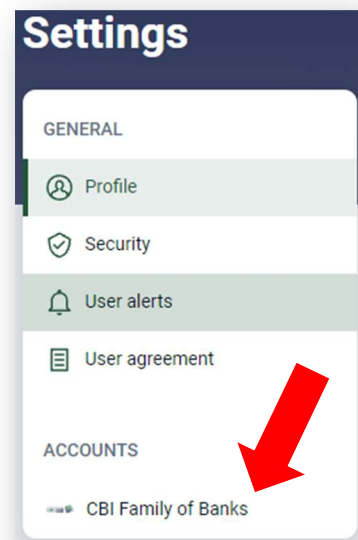 Settings
GENERAL
Profile
Security
User alerts
User agreement
ACCOUNTS
CBI Family of Banks